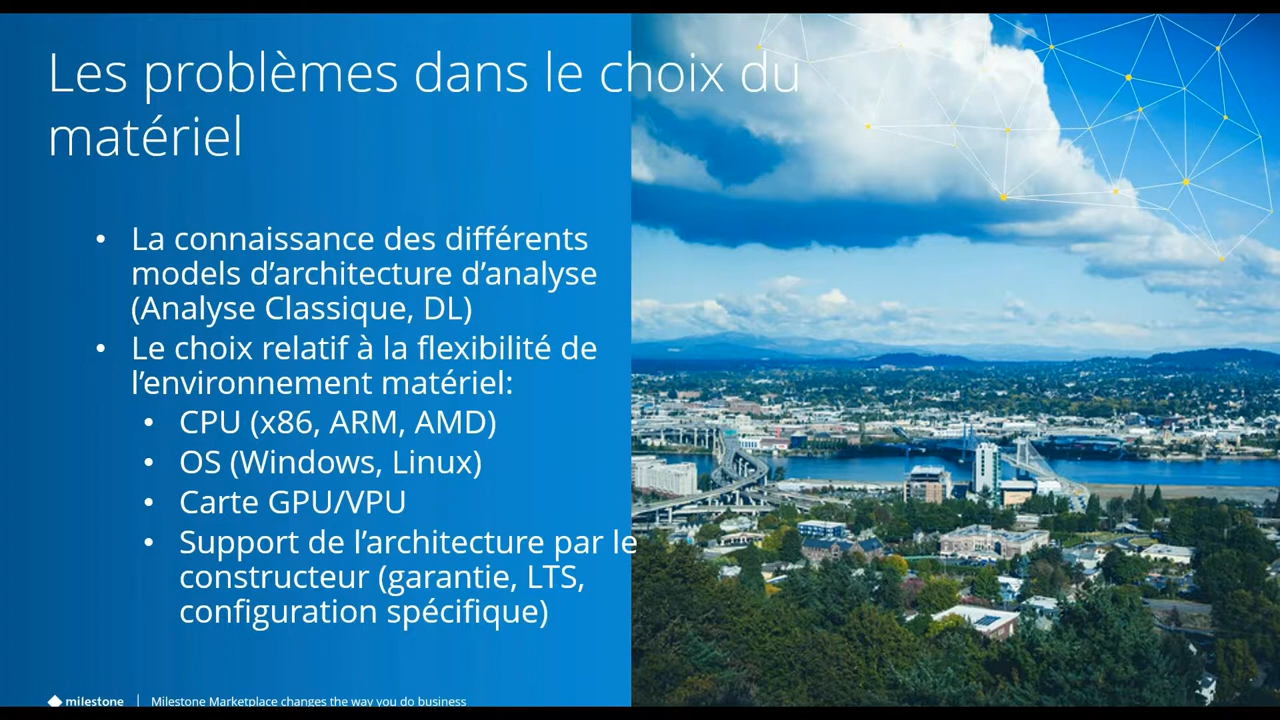 Les problèmes dans le choix du
matériel
• La connaissance des différents
models d’architecture d’analyse
(Analyse Classique, DL)
• Le choix relatif à la flexibilité de
l’environnement matériel:
• CPU (x86, ARM, AMD)
• OS (Windows, Linux)
• Carte GPU/VPU
• Support de l’architecture par le
constructeur (garantie, LTS,
configuration spécifique)
milestone | Milestone Marketplace changes the way you do business